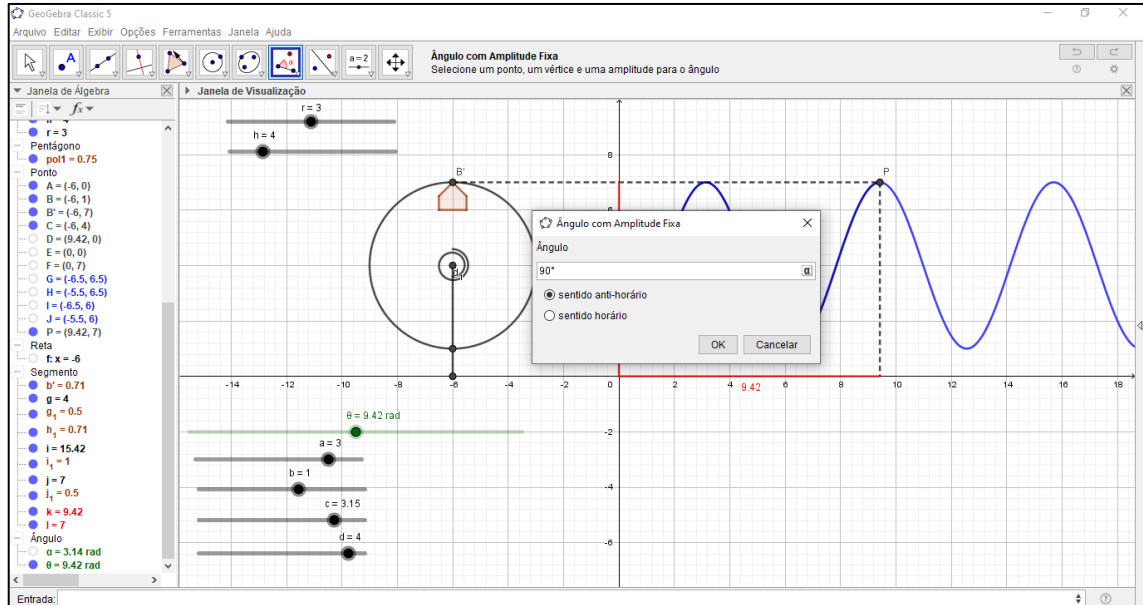 GeoGebra Classic 5
Arquivo Editar Exibir Opções Ferramentas Janela Ajuda
A
α
a=2
Ângulo com Amplitude Fixa
Selecione um ponto, um vértice e uma amplitude para o ângulo
Janela de Álgebra
fx
r = 3
Pentágono
pol1 = 0.75
Ponto
A = (-6, 0)
B = (-6, 1)
B' = (-6, 7)
C = (-6, 4)
D = (9.42, 0)
E = (0, 0)
F = (0, 7)
G = (-6.5, 6.5)
H = (-5.5, 6.5)
I = (-6.5, 6)
J = (-5.5, 6)
P = (9.42, 7)
Reta
f: x = -6
Segmento
b' = 0.71
g = 4
g₁ = 0.5
h₁ = 0.71
i = 15.42
i₁ = 1
j = 7
j₁ = 0.5
k = 9.42
l = 7
Ângulo
α = 3.14 rad
θ = 9.42 rad
Janela de Visualização
r = 3
h = 4
B'
P
8
-14 -12 -10 -8 -6 -4 -2 0 2 4 6 8 10 12 14 16 18
9.42
-2
-4
-6
θ = 9.42 rad
a = 3
b = 1
c = 3.15
d = 4
Ângulo com Amplitude Fixa
Ângulo
90°
α
sentido anti-horário
sentido horário
OK Cancelar
Entrada: